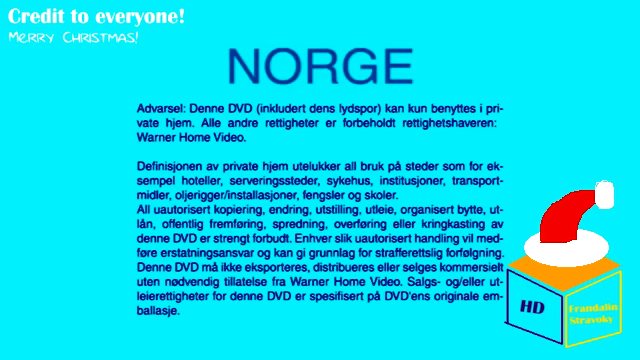 Credit to everyone!
Merry Christmas!
NORGE
Advarsel: Denne DVD (inkludert dens lydspor) kan kun benyttes i pri-
vate hjem. Alle andre rettigheter er forbeholdt rettighetshaveren:
Warner Home Video.
Definisjonen av private hjem utelukker all bruk på steder som for ek-
sempel hoteller, serveringssteder, sykehus, institusjoner, transport-
midler, oljerigger/installasjoner, fengsler og skoler.
All uautorisert kopiering, endring, utstilling, utleie, organisert bytte, ut-
lån, offentlig fremføring, spredning, overføring eller kringkasting av
denne DVD er strengt forbudt. Enhver slik uautorisert handling vil med-
føre erstatningsansvar og kan gi grunnlag for strafferettslig forfølgning.
Denne DVD må ikke eksporteres, distribueres eller selges kommersielt
uten nødvendig tillatelse fra Warner Home Video. Salgs- og/eller ut-
leierettigheter for denne DVD er spesifisert på DVD'ens originale em-
ballasje.
HD
Frandalin
Stravoky